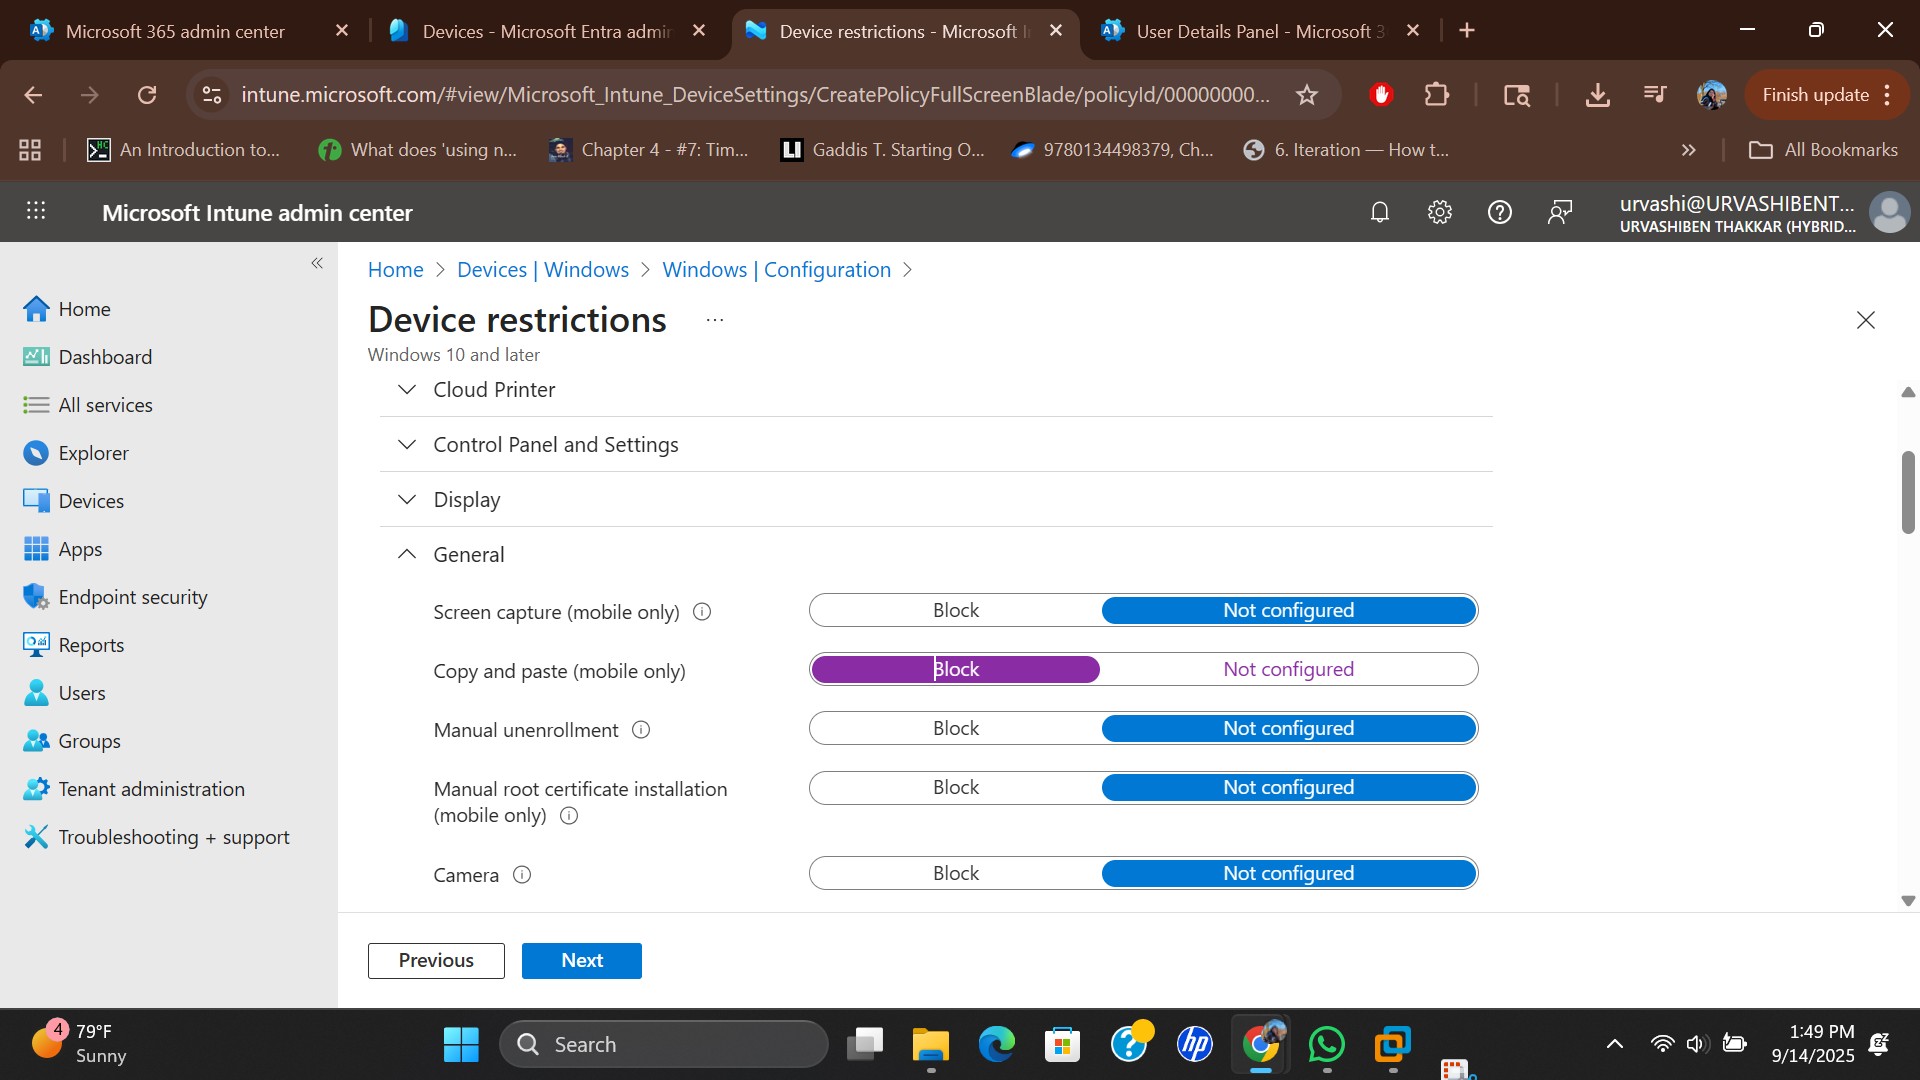 Microsoft 365 admin center
Devices - Microsoft Entra admin
Device restrictions - Microsoft I
User Details Panel - Microsoft 3
intune.microsoft.com/#view/Microsoft_Intune_DeviceSettings/CreatePolicyFullScreenBlade/policyId/00000000...
Finish update
An Introduction to...
What does 'using n...
Chapter 4 - #7: Tim...
Gaddis T. Starting O...
9780134498379, Ch...
6. Iteration — How t...
All Bookmarks
Microsoft Intune admin center
urvashi@URVASHIBENT...
URVASHIBEN THAKKAR (HYBRID...
Home
Devices | Windows
Windows | Configuration
Device restrictions
...
Windows 10 and later
Home
Dashboard
All services
Explorer
Devices
Apps
Endpoint security
Reports
Users
Groups
Tenant administration
Troubleshooting + support
Cloud Printer
Control Panel and Settings
Display
General
Screen capture (mobile only)
Block
Not configured
Copy and paste (mobile only)
Block
Not configured
Manual unenrollment
Block
Not configured
Manual root certificate installation
(mobile only)
Block
Not configured
Camera
Block
Not configured
Previous
Next
4
79°F
Sunny
Search
1:49 PM
9/14/2025